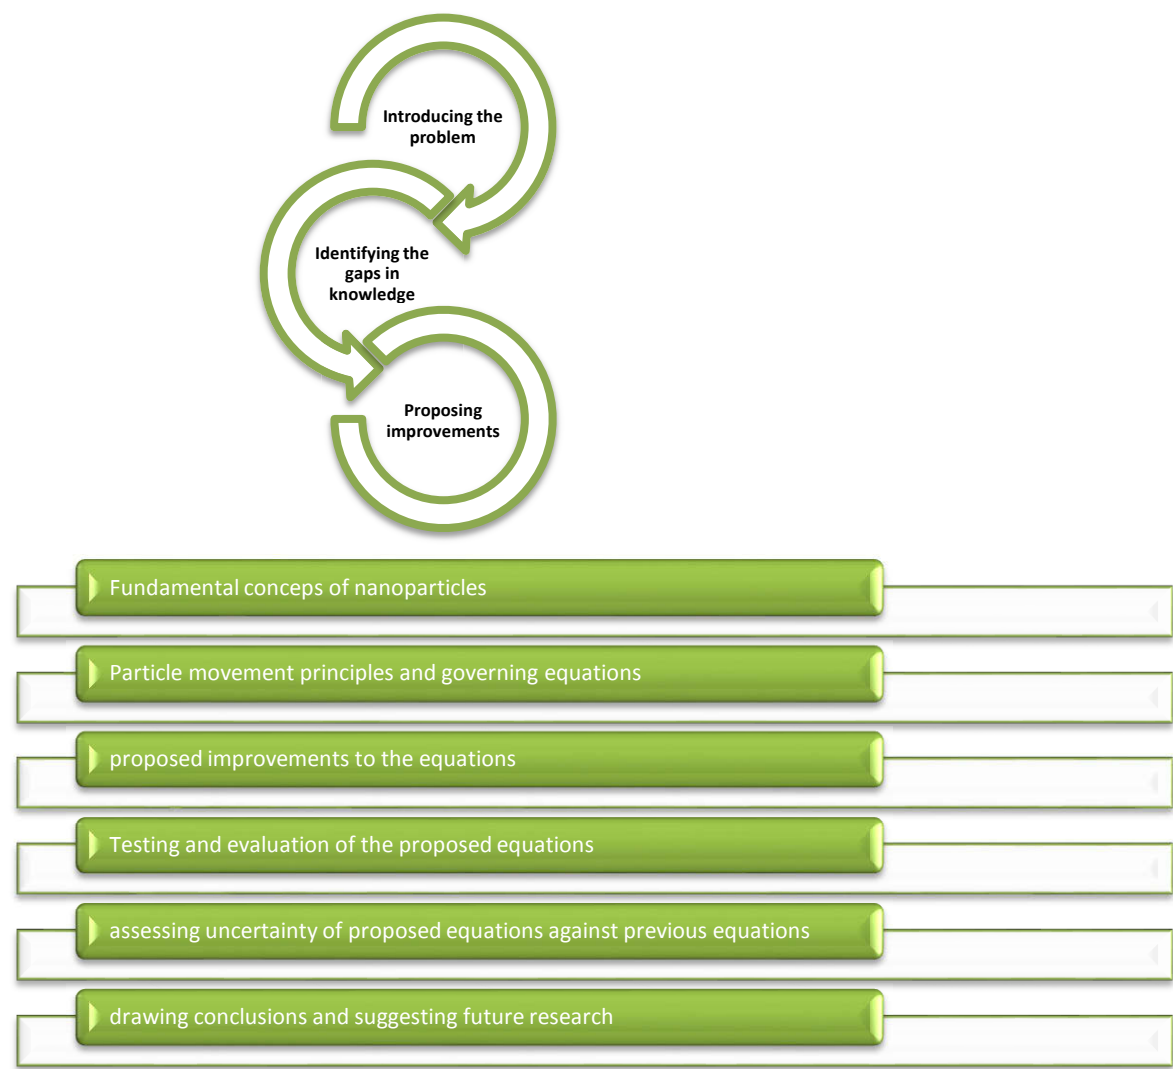 Introducing the
problem
Identifying the
gaps in
knowledge
Proposing
improvements
Fundamental conceps of nanoparticles
Particle movement principles and governing equations
proposed improvements to the equations
Testing and evaluation of the proposed equations
assessing uncertainty of proposed equations against previous equations
drawing conclusions and suggesting future research